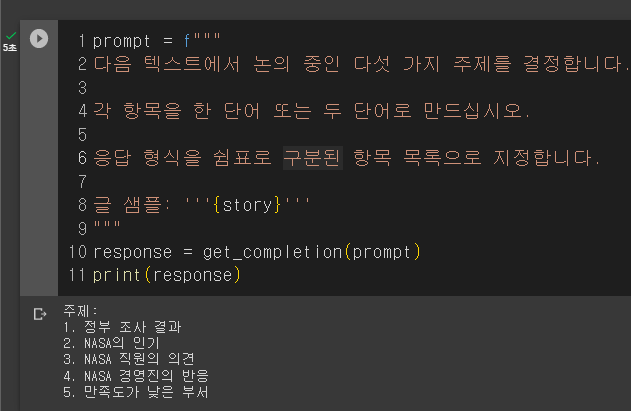 5초
1 prompt = f"""
2 다음 텍스트에서 논의 중인 다섯 가지 주제를 결정합니다.
3
4 각 항목을 한 단어 또는 두 단어로 만드십시오.
5
6 응답 형식을 쉼표로 구분된 항목 목록으로 지정합니다.
7
8 글 샘플: '''{story}'''
9 """
10 response = get_completion(prompt)
11 print(response)
주제:
1. 정부 조사 결과
2. NASA의 인기
3. NASA 직원의 의견
4. NASA 경영진의 반응
5. 만족도가 낮은 부서